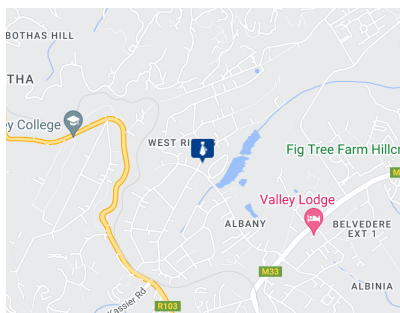 BOTHAS HILL
THA
ey College
WEST RI
Fig Tree Farm Hillcr
M
Valley Lodge
ALBANY
BELVEDERE
EXT 1
M33
ALBINIA
R103
Kassier Rd